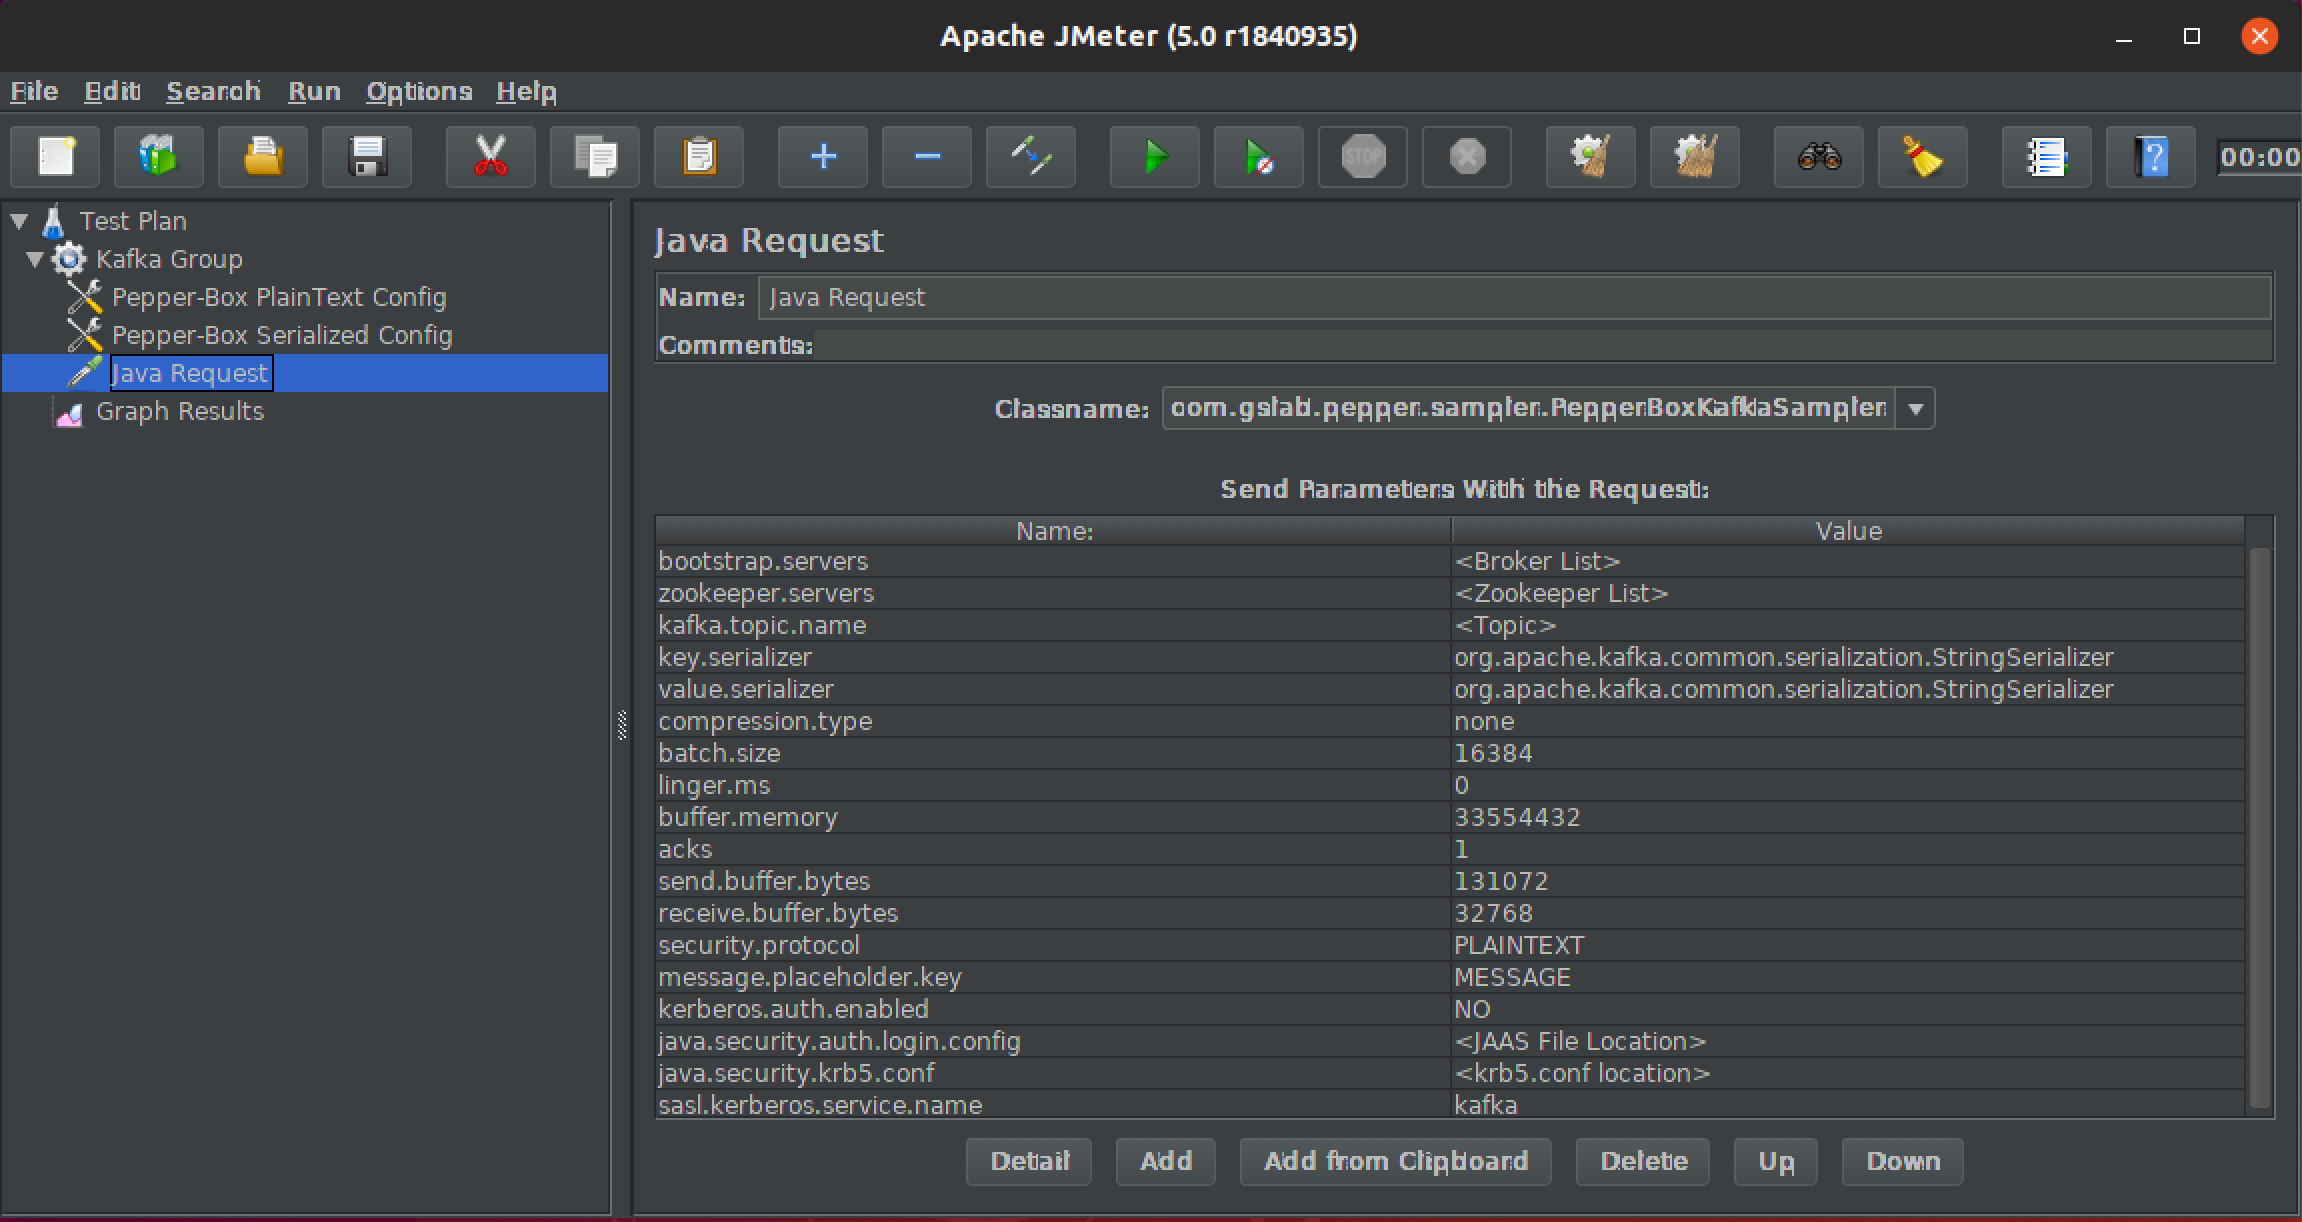 Apache JMeter (5.0 r1840935)
File Edit Search Run Options Help
STOP
00:00
Test Plan
Kafka Group
Pepper-Box PlainText Config
Pepper-Box Serialized Config
Java Request
Graph Results
Java Request
Name: Java Request
Comments:
Classname: com.gslab.pepper.sampler.PepperBoxKafkaSampler
Send Parameters With the Request:
Name: Value
bootstrap.servers <Broker List>
zookeeper.servers <Zookeeper List>
kafka.topic.name <Topic>
key.serializer org.apache.kafka.common.serialization.StringSerializer
value.serializer org.apache.kafka.common.serialization.StringSerializer
compression.type none
batch.size 16384
linger.ms 0
buffer.memory 33554432
acks 1
send.buffer.bytes 131072
receive.buffer.bytes 32768
security.protocol PLAINTEXT
message.placeholder.key MESSAGE
kerberos.auth.enabled NO
java.security.auth.login.config <JAAS File Location>
java.security.krb5.conf <krb5.conf location>
sasl.kerberos.service.name kafka
Detail Add Add from Clipboard Delete Up Down